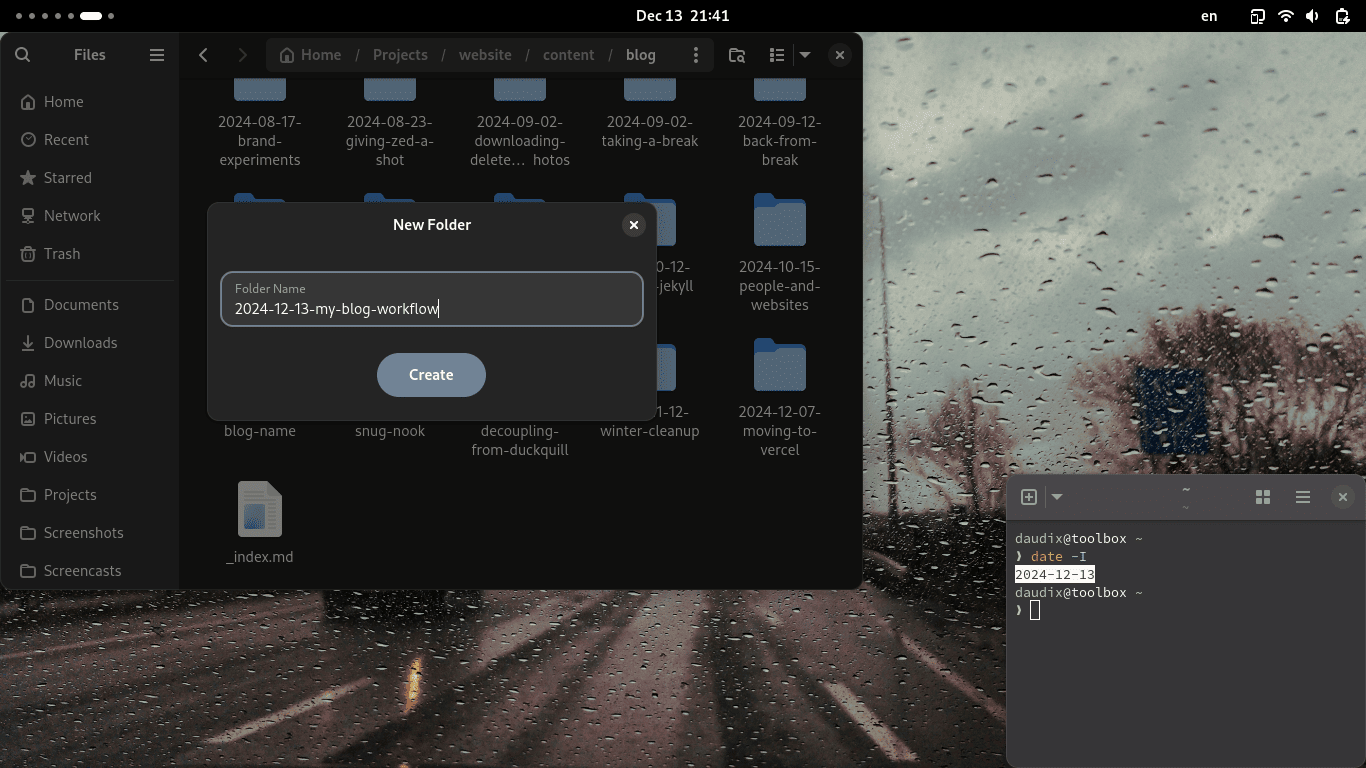 Dec 13 21:41
en
Files
Home / Projects / website / content / blog
Home
Recent
Starred
Network
Trash
Documents
Downloads
Music
Pictures
Videos
Projects
Screenshots
Screencasts
2024-08-17-
brand-
experiments
2024-08-23-
giving-zed-a-
shot
2024-09-02-
downloading-
delete… hotos
2024-09-02-
taking-a-break
2024-09-12-
back-from-
break
New Folder
Folder Name
2024-12-13-my-blog-workflow
Create
0-12-
-jekyll
2024-10-15-
people-and-
websites
blog-name
snug-nook
decoupling-
from-duckquill
1-12-
winter-cleanup
2024-12-07-
moving-to-
vercel
_index.md
~
~
daudix@toolbox ~
❱ date -I
2024-12-13
daudix@toolbox ~
❱